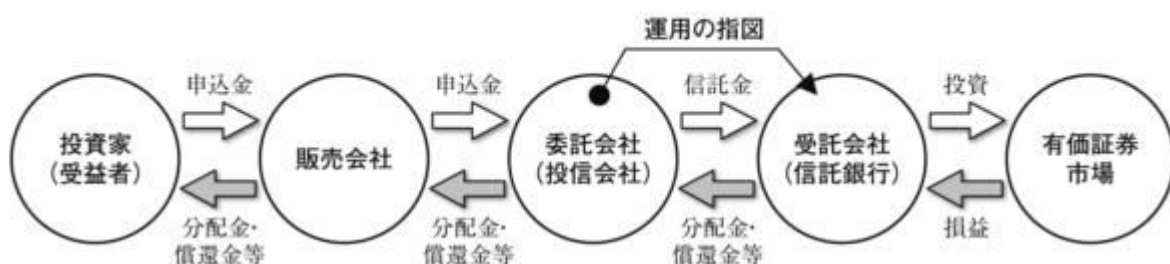 運用の指図
申込金
申込金
信託金
投資
投資家
(受益者)
販売会社
委託会社
(投信会社)
受託会社
(信託銀行)
有価証券
市場
分配金・
償還金等
分配金・
償還金等
分配金・
償還金等
損益